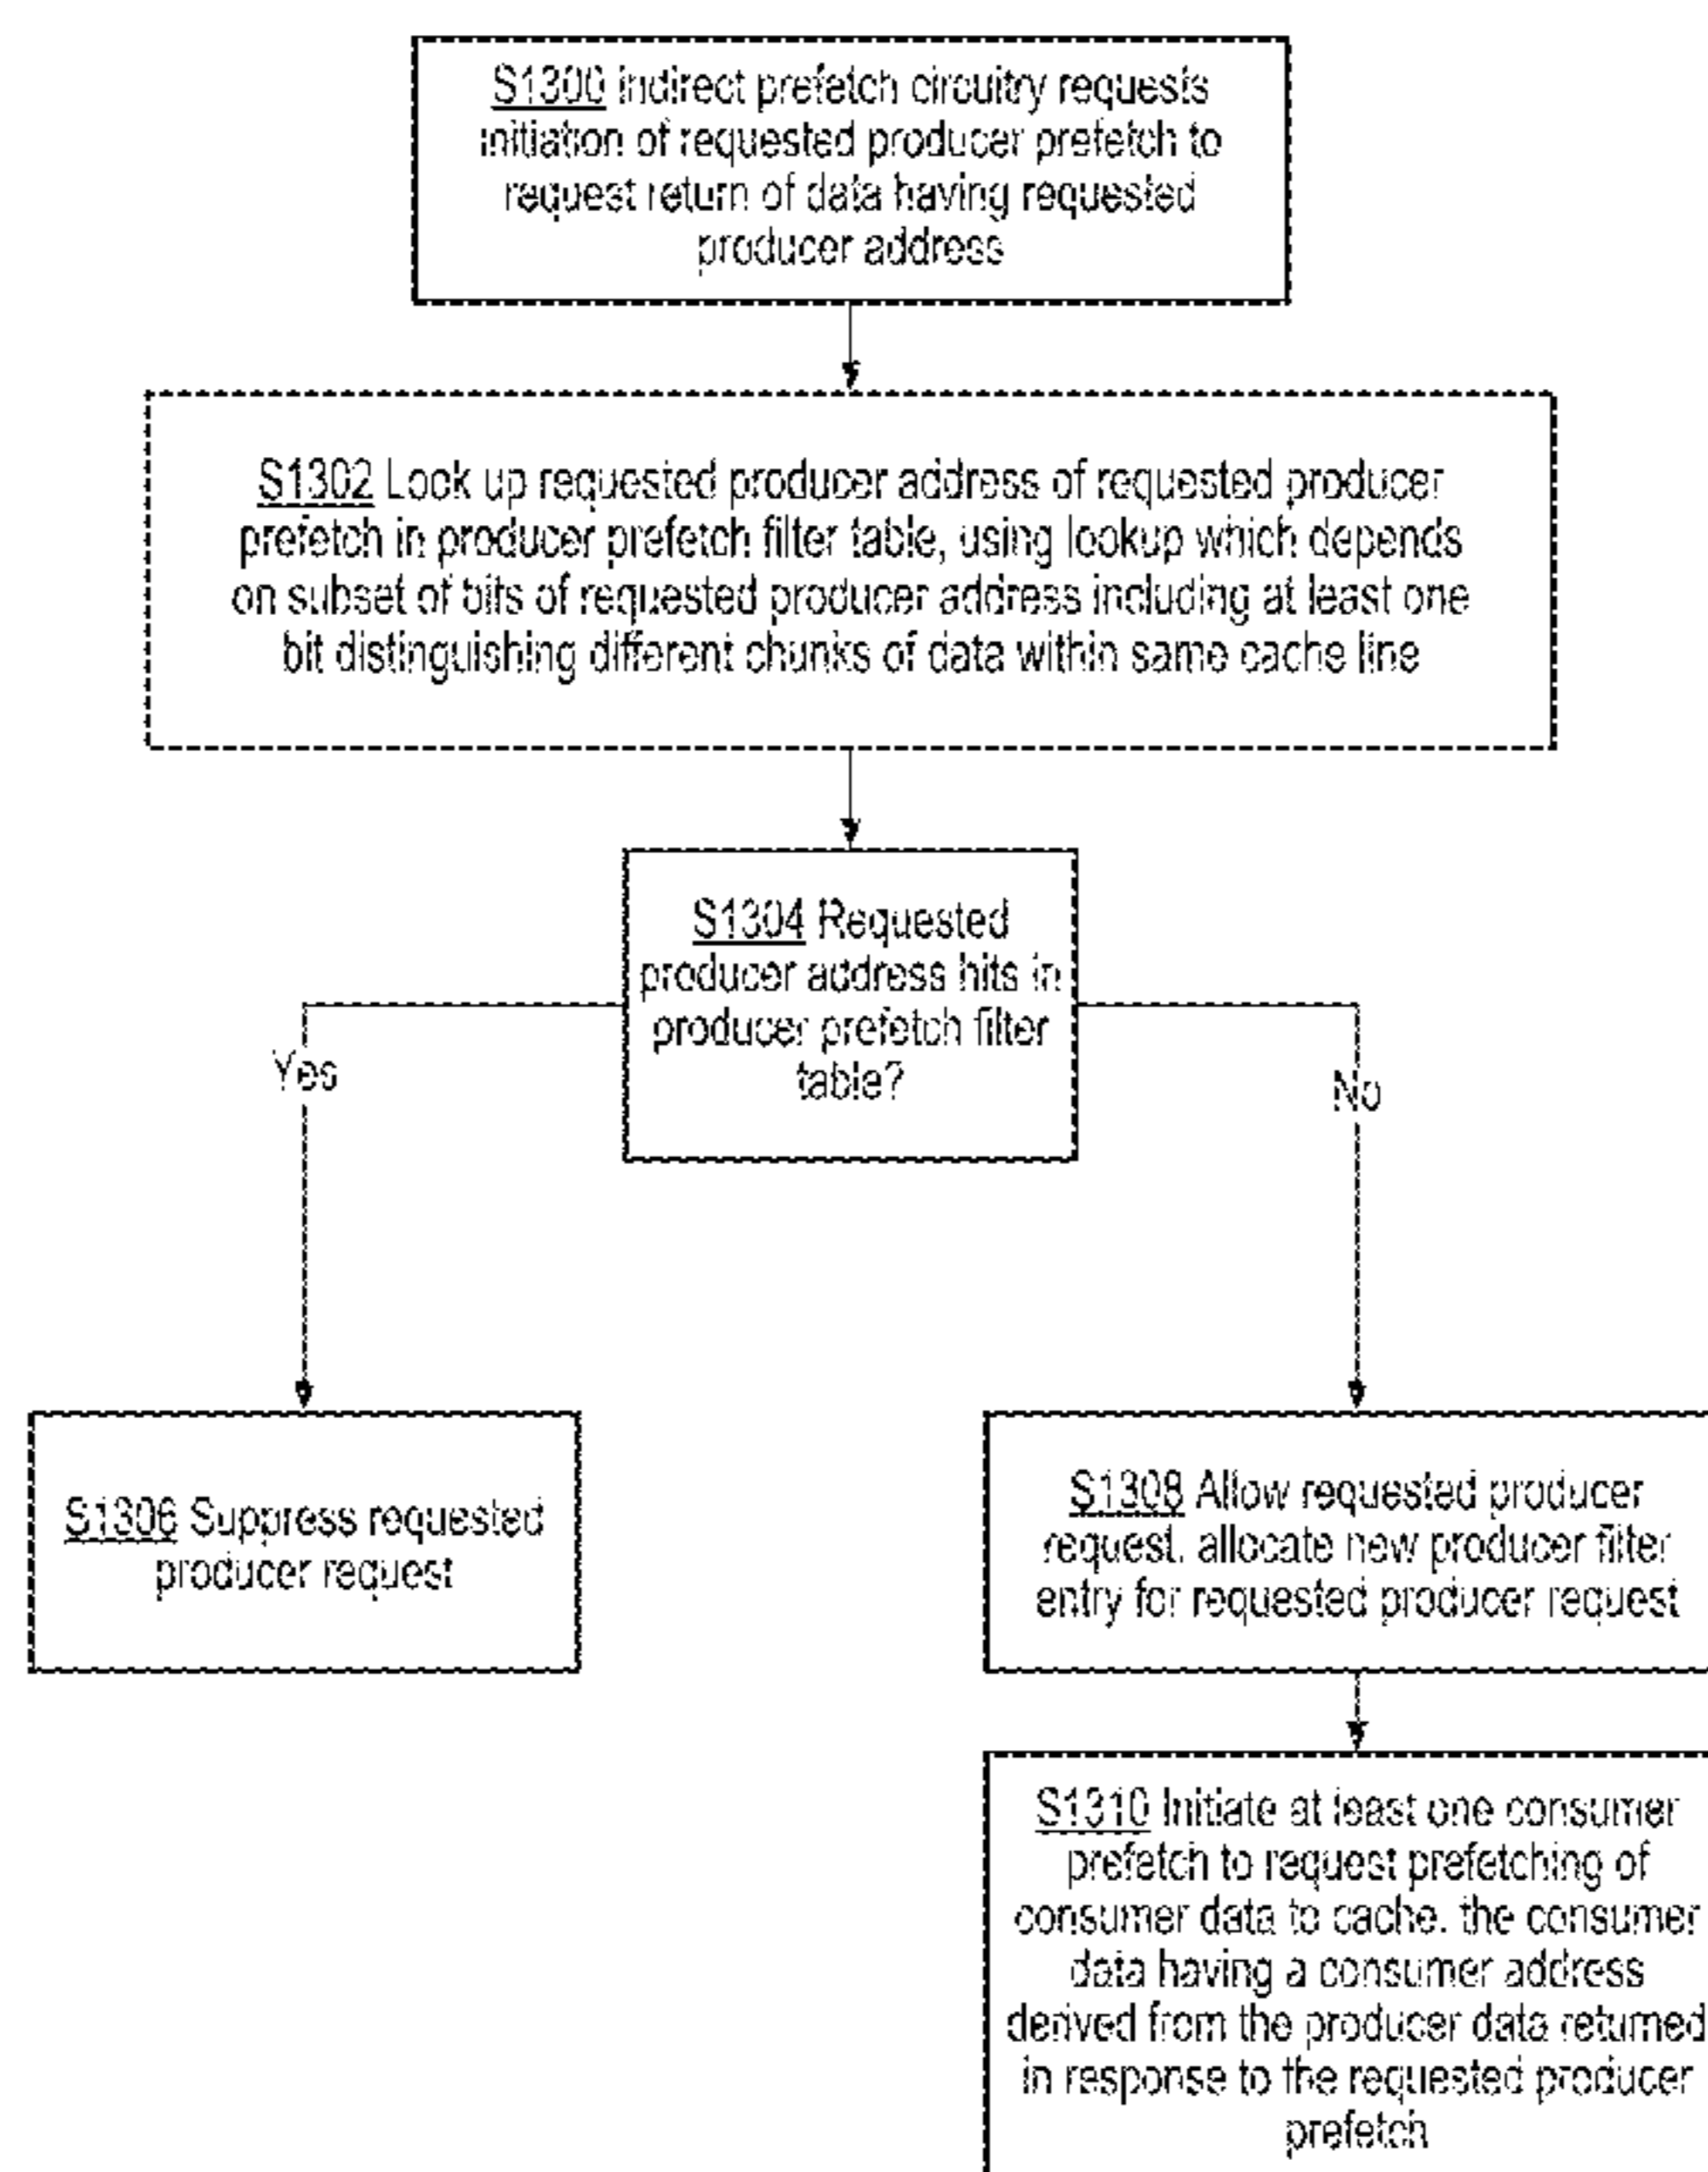 S1300 indirect prefetch circuitry requests
initiation of requested producer prefetch to
request return of data having requested
producer address
S1302 Look up requested producer address of requested producer
prefetch in producer prefetch filter table, using lookup which depends
on subset of bits of requested producer address including at least one
bit distinguishing different chunks of data within same cache line
S1304 Requested
producer address hits in
producer prefetch filter
table?
Yes
No
S1306 Suppress requested
producer request
S1308 Allow requested producer
request. allocate new producer filter
entry for requested producer request
S1310 Initiate at least one consumer
prefetch to request prefetching of
consumer data to cache. the consumer
data having a consumer address
derived from the producer data returned
in response to the requested producer
prefetch